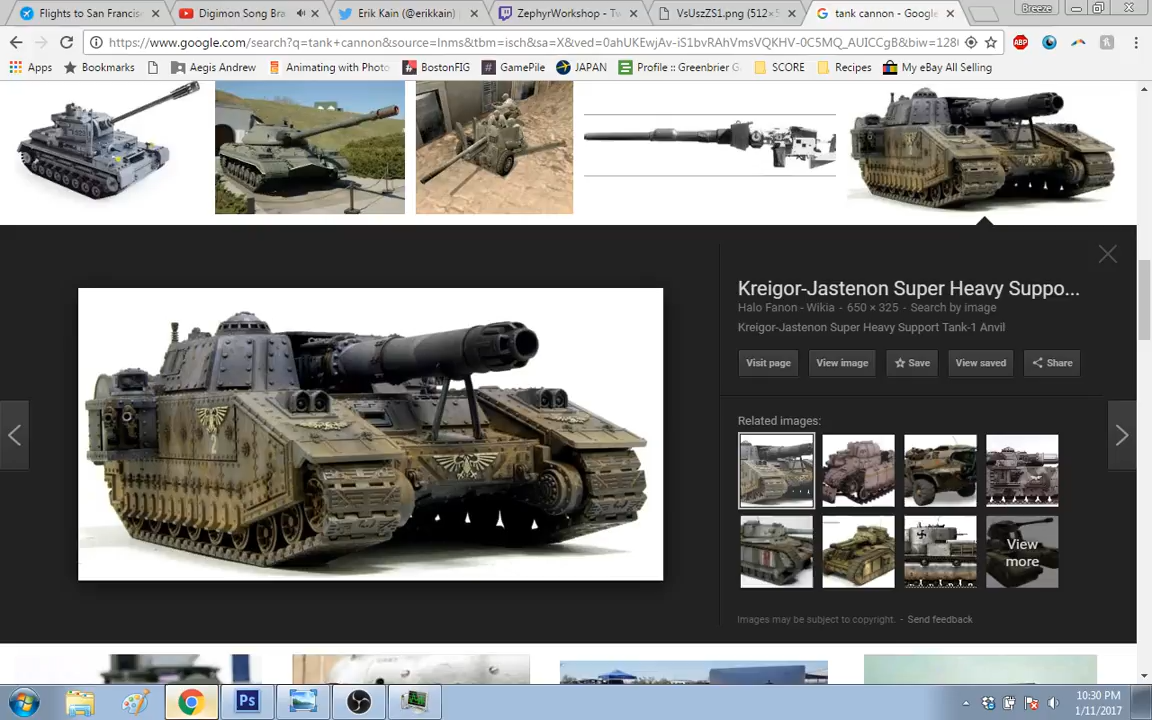 Flights to San Francis
Digimon Song Bra
Erik Kain (@erikkain)
ZephyrWorkshop - Tw
VsUszZS1.png (512×5
tank cannon - Google
Breeze
https://www.google.com/search?q=tank+cannon&source=lnms&tbm=isch&sa=X&ved=0ahUKEwjAv-iS1bvRAhVmsVQKHV-0C5MQ_AUICCgB&biw=128
ABP
Apps
Bookmarks
Aegis Andrew
Animating with Photo
BostonFIG
GamePile
JAPAN
Profile :: Greenbrier G
SCORE
Recipes
My eBay All Selling
Kreigor-Jastenon Super Heavy Suppo...
Halo Fanon - Wikia - 650 × 325 - Search by image
Kreigor-Jastenon Super Heavy Support Tank-1 Anvil
Visit page
View image
Save
View saved
Share
Related images:
View
more
Images may be subject to copyright. - Send feedback
Ps
10:30 PM
1/11/2017